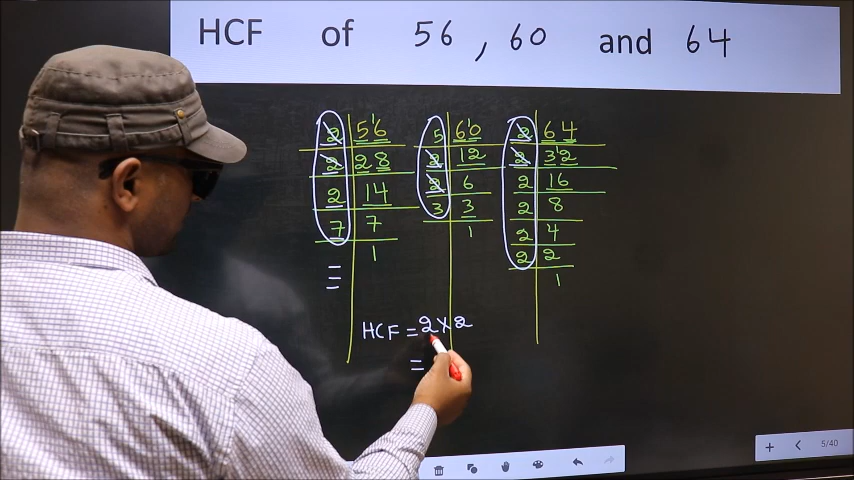 HCF of 56 , 60 and 64
2 56 5 60 2 64
2 28 2 12 2 32
2 14 2 6 2 16
7 7 3 3 2 8
1 1 2 4
2 2
1
HCF = 2 x 2
=
5/40